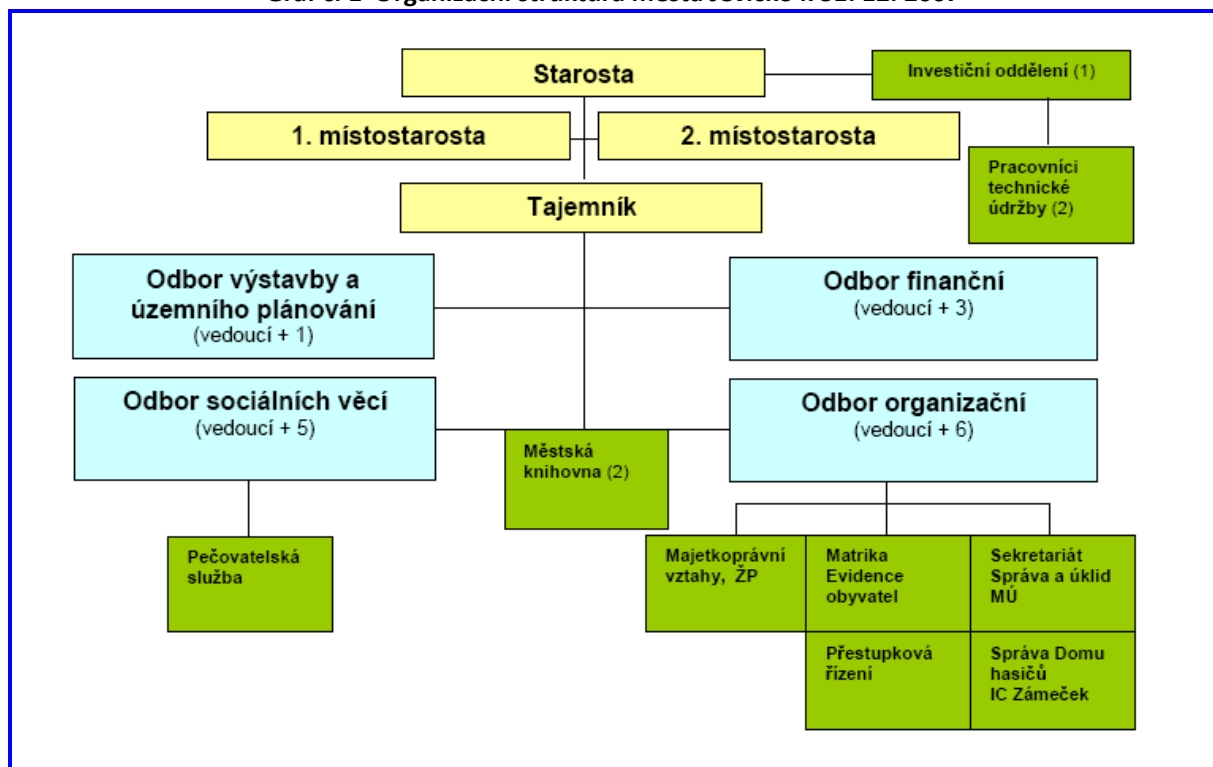 Starosta
Investiční oddělení (1)
1. místostarosta
2. místostarosta
Pracovníci
technické
údržby (2)
Tajemník
Odbor výstavby a
územního plánování
(vedoucí + 1)
Odbor finanční
(vedoucí + 3)
Odbor sociálních věcí
(vedoucí + 5)
Odbor organizační
(vedoucí + 6)
Městská
knihovna (2)
Pečovatelská
služba
Majetkoprávní
vztahy, ŽP
Matrika
Evidence
obyvatel
Sekretariát
Správa a úklid
MÚ
Přestupková
řízení
Správa Domu
hasičů
IC Zámeček